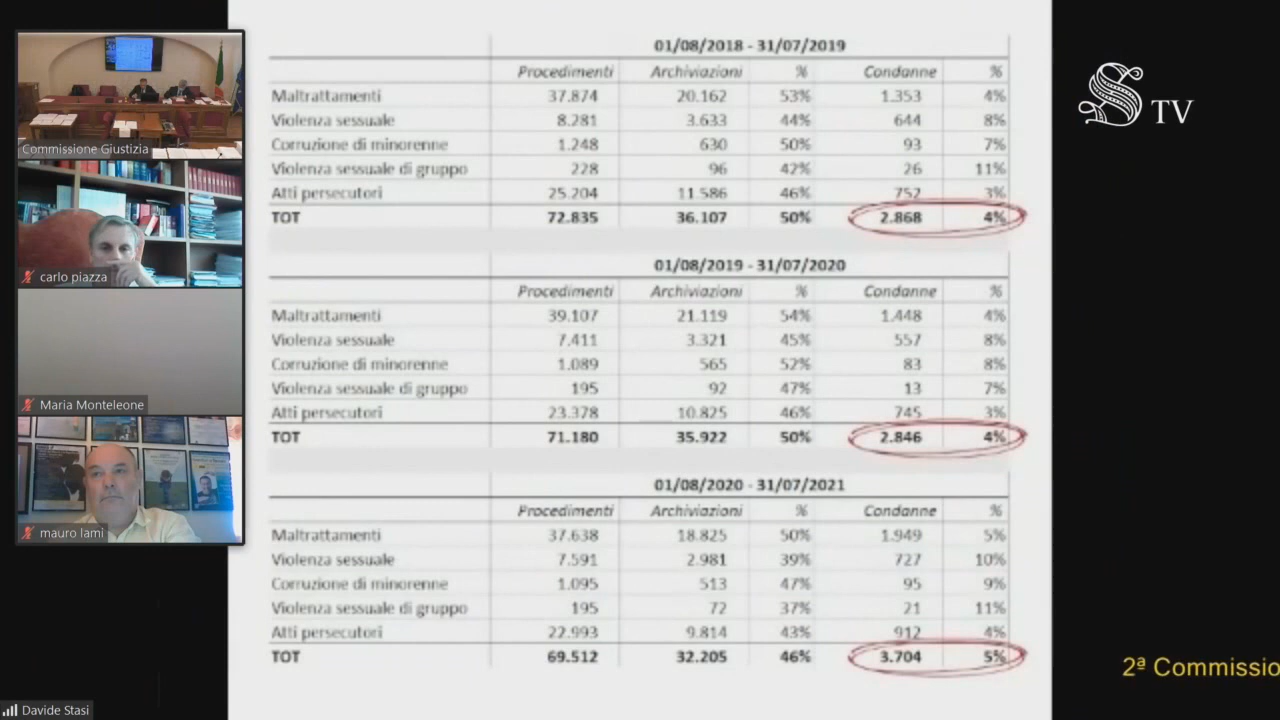 Commissione Giustizia
carlo piazza
Maria Monteleone
mauro lami
Davide Stasi
01/08/2018 - 31/07/2019
Procedimenti Archiviazioni % Condanne %
Maltrattamenti 37.874 20.162 53% 1.353 4%
Violenza sessuale 8.281 3.633 44% 644 8%
Corruzione di minorenne 1.248 630 50% 93 7%
Violenza sessuale di gruppo 228 96 42% 26 11%
Atti persecutori 25.204 11.586 46% 752 3%
TOT 72.835 36.107 50% 2.868 4%
01/08/2019 - 31/07/2020
Procedimenti Archiviazioni % Condanne %
Maltrattamenti 39.107 21.119 54% 1.448 4%
Violenza sessuale 7.411 3.321 45% 557 8%
Corruzione di minorenne 1.089 565 52% 83 8%
Violenza sessuale di gruppo 195 92 47% 13 7%
Atti persecutori 23.378 10.825 46% 745 3%
TOT 71.180 35.922 50% 2.846 4%
01/08/2020 - 31/07/2021
Procedimenti Archiviazioni % Condanne %
Maltrattamenti 37.638 18.825 50% 1.949 5%
Violenza sessuale 7.591 2.981 39% 727 10%
Corruzione di minorenne 1.095 513 47% 95 9%
Violenza sessuale di gruppo 195 72 37% 21 11%
Atti persecutori 22.993 9.814 43% 912 4%
TOT 69.512 32.205 46% 3.704 5%
S TV
2ª Commissio